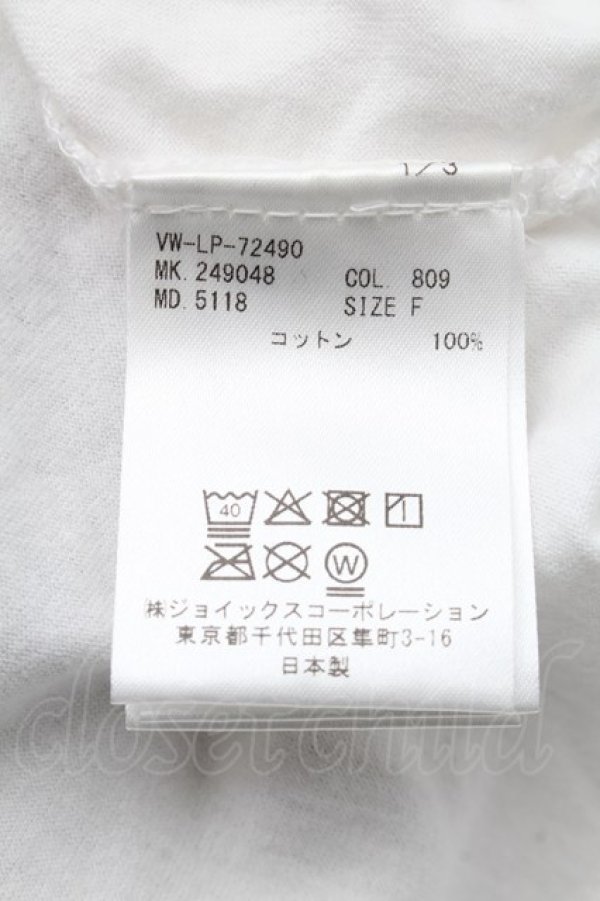 1/3
VW-LP-72490
MK. 249048 COL. 809
MD. 5118 SIZE F
コットン 100%
40
W
㈱ジョイックスコーポレーション
東京都千代田区隼町3-16
日本製
closet child